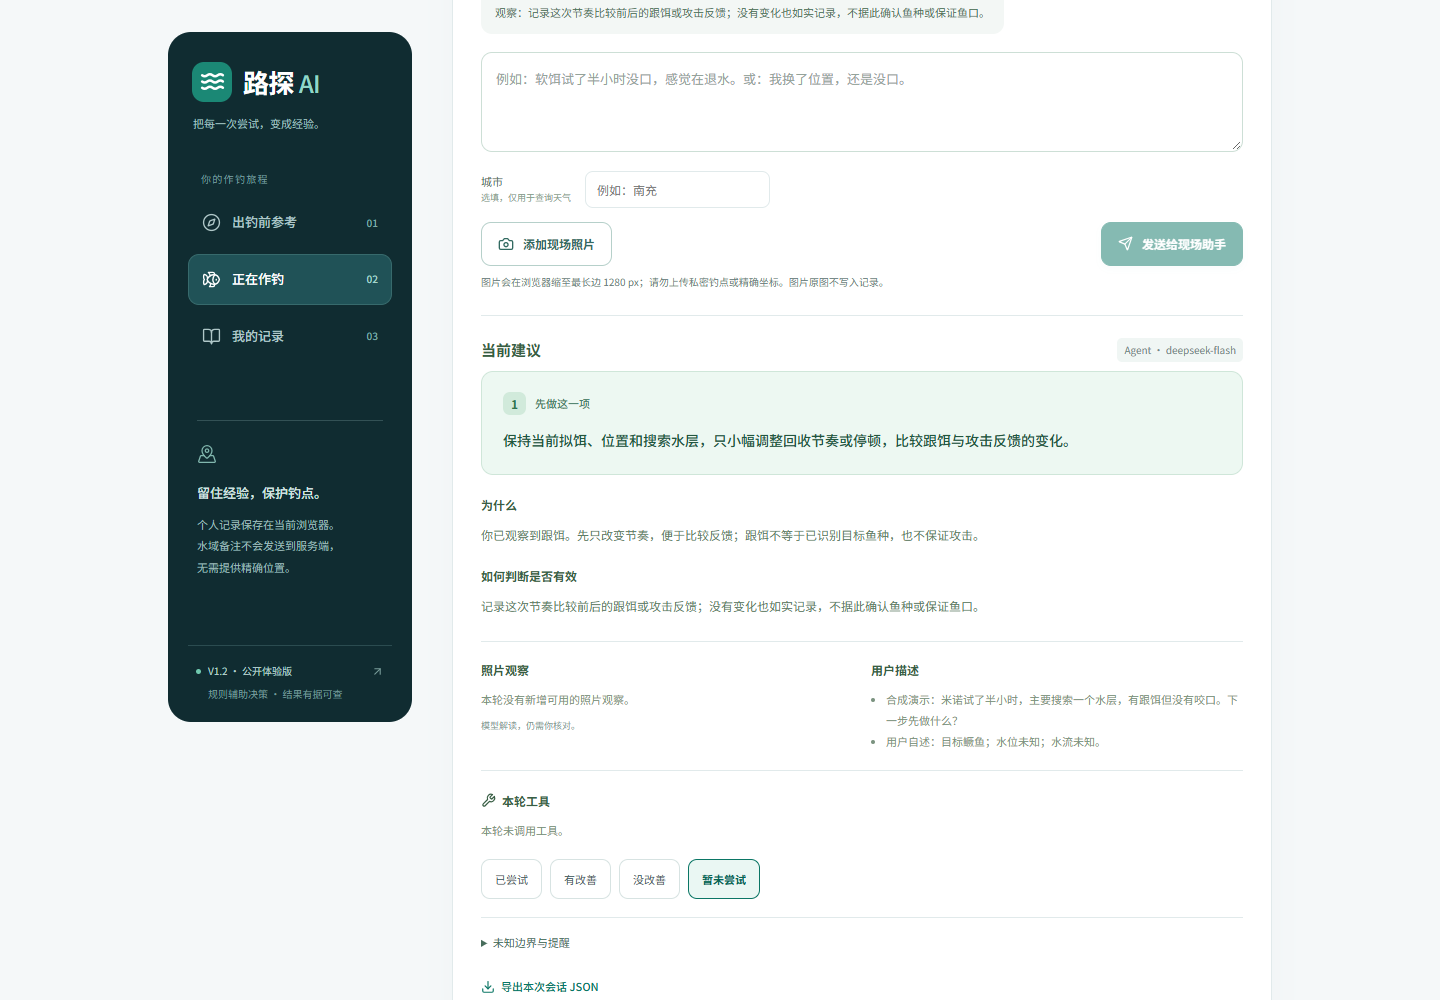 路探 AI
把每一次尝试，变成经验。
你的作钓旅程
出钓前参考 01
正在作钓 02
我的记录 03
留住经验，保护钓点。
个人记录保存在当前浏览器。
水域备注不会发送到服务端，
无需提供精确位置。
V1.2 · 公开体验版
规则辅助决策 · 结果有据可查
观察：记录这次节奏比较前后的跟饵或攻击反馈；没有变化也如实记录，不据此确认鱼种或保证鱼口。
例如：软饵试了半小时没口，感觉在退水。或：我换了位置，还是没口。
城市
选填，仅用于查询天气
例如：南充
添加现场照片
发送给现场助手
图片会在浏览器缩至最长边 1280 px；请勿上传私密钓点或精确坐标。图片原图不写入记录。
当前建议
Agent · deepseek-flash
1 先做这一项
保持当前拟饵、位置和搜索水层，只小幅调整回收节奏或停顿，比较跟饵与攻击反馈的变化。
为什么
你已观察到跟饵。先只改变节奏，便于比较反馈；跟饵不等于已识别目标鱼种，也不保证攻击。
如何判断是否有效
记录这次节奏比较前后的跟饵或攻击反馈；没有变化也如实记录，不据此确认鱼种或保证鱼口。
照片观察
本轮没有新增可用的照片观察。
模型解读，仍需你核对。
用户描述
合成演示：米诺试了半小时，主要搜索一个水层，有跟饵但没有咬口。下
一步先做什么？
用户自述：目标鳜鱼；水位未知；水流未知。
本轮工具
本轮未调用工具。
已尝试
有改善
没改善
暂未尝试
未知边界与提醒
导出本次会话 JSON